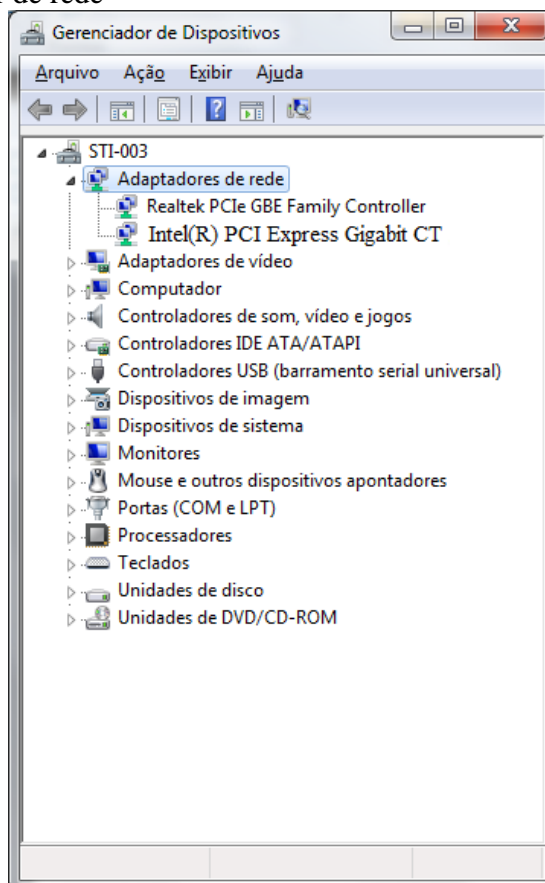 de rede
Gerenciador de Dispositivos
Arquivo Ação Exibir Ajuda
STI-003
Adaptadores de rede
Realtek PCIe GBE Family Controller
Intel(R) PCI Express Gigabit CT
Adaptadores de vídeo
Computador
Controladores de som, vídeo e jogos
Controladores IDE ATA/ATAPI
Controladores USB (barramento serial universal)
Dispositivos de imagem
Dispositivos de sistema
Monitores
Mouse e outros dispositivos apontadores
Portas (COM e LPT)
Processadores
Teclados
Unidades de disco
Unidades de DVD/CD-ROM